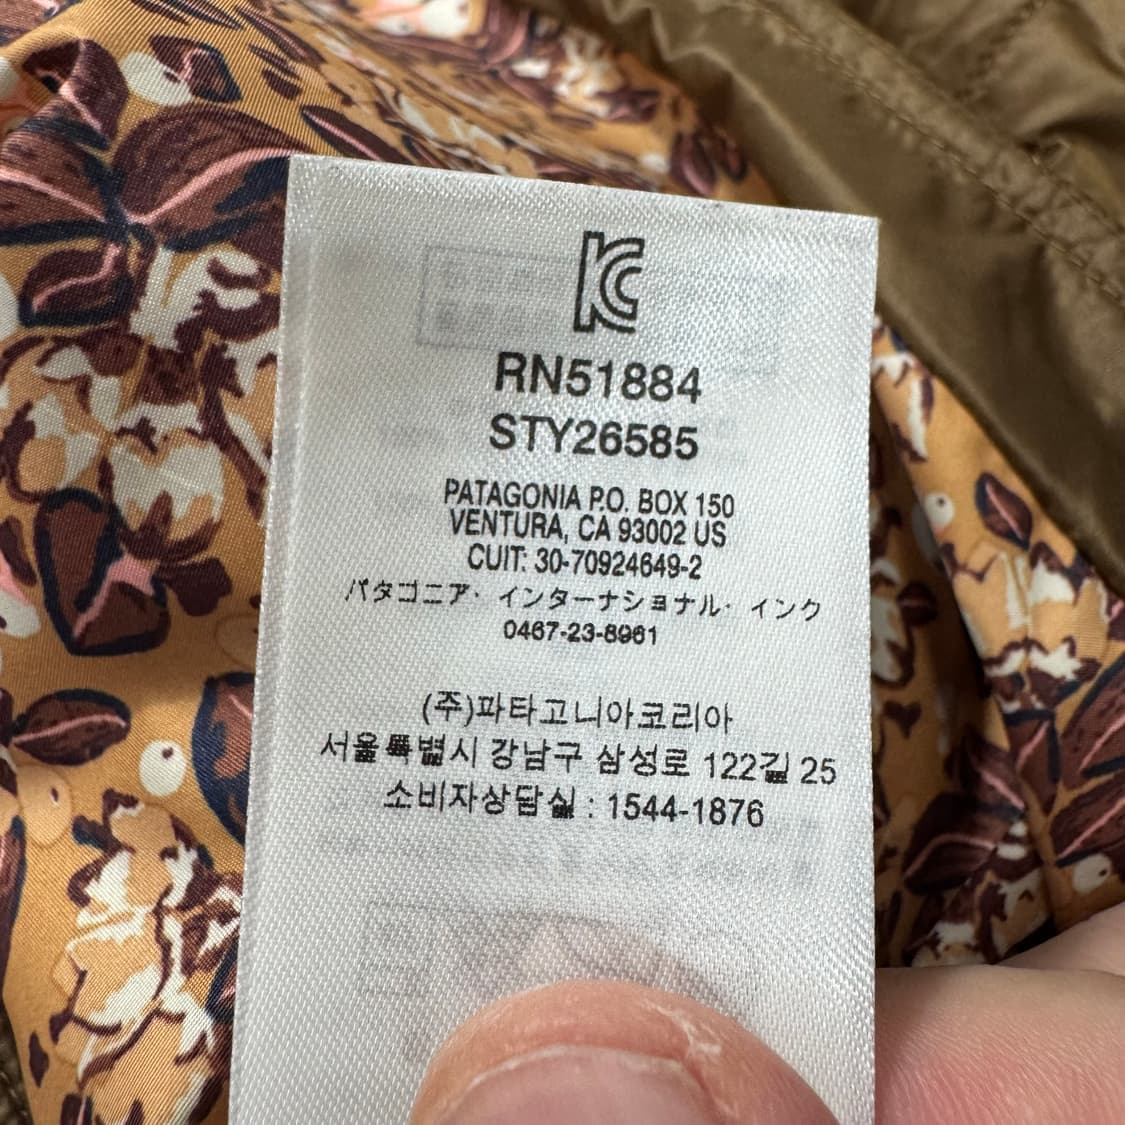 KC
RN51884
STY26585
PATAGONIA P.O. BOX 150
VENTURA, CA 93002 US
CUIT: 30-70924649-2
パタゴニア・インターナショナル・インク
0467-23-8961
(주)파타고니아코리아
서울특별시 강남구 삼성로 122길 25
소비자상담실 : 1544-1876